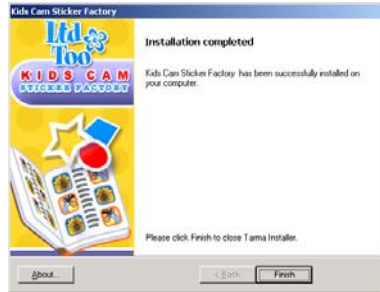 Kids Cam Sticker Factory
Ltd
Too
KIDS CAM
STICKER FACTORY
Installation completed
Kids Cam Sticker Factory has been successfully installed on
your computer.
Please click Finish to close Tarma Installer.
About...
< Back
Finish